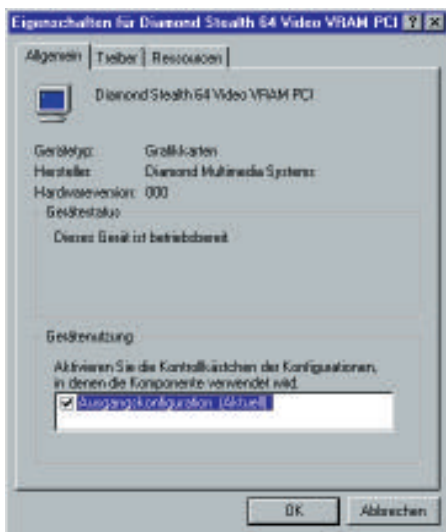 Eigenschaften für Diamond Stealth 64 Video VRAM PCI
Allgemein Treiber Ressourcen
Diamond Stealth 64 Video VRAM PCI
Gerätetyp: Grafikkarten
Hersteller: Diamond Multimedia Systems
Hardwareversion: 000
Gerätestatus
Dieses Gerät ist betriebsbereit
Gerätenutzung
Aktivieren Sie die Kontrollkästchen der Konfigurationen,
in denen die Komponente verwendet wird.
Ausgangskonfiguration (Aktuell)
OK Abbrechen